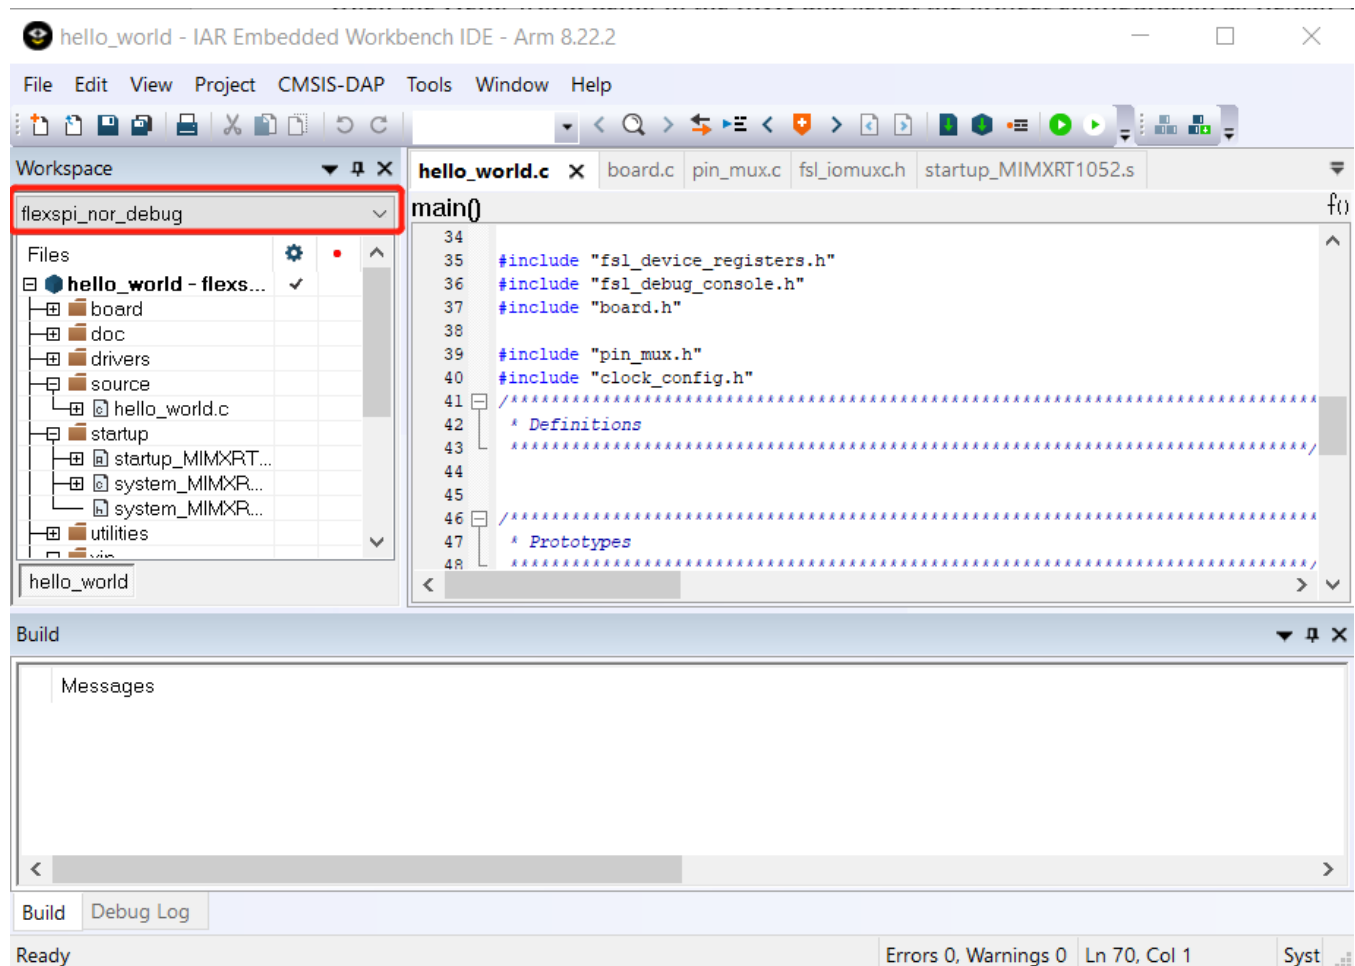 hello_world - IAR Embedded Workbench IDE - Arm 8.22.2
File Edit View Project CMSIS-DAP Tools Window Help
Workspace
flexspi_nor_debug
Files
hello_world - flexs...
board
doc
drivers
source
hello_world.c
startup
startup_MIMXRT...
system_MIMXR...
system_MIMXR...
utilities
hello_world
hello_world.c board.c pin_mux.c fsl_iomuxc.h startup_MIMXRT1052.s
main() f()
34
35 #include "fsl_device_registers.h"
36 #include "fsl_debug_console.h"
37 #include "board.h"
38
39 #include "pin_mux.h"
40 #include "clock_config.h"
41 /*******************************************************************************
42 * Definitions
43 ******************************************************************************/
44
45
46 /*******************************************************************************
47 * Prototypes
48 ******************************************************************************/
Build
Messages
Build Debug Log
Ready Errors 0, Warnings 0 Ln 70, Col 1 Syst